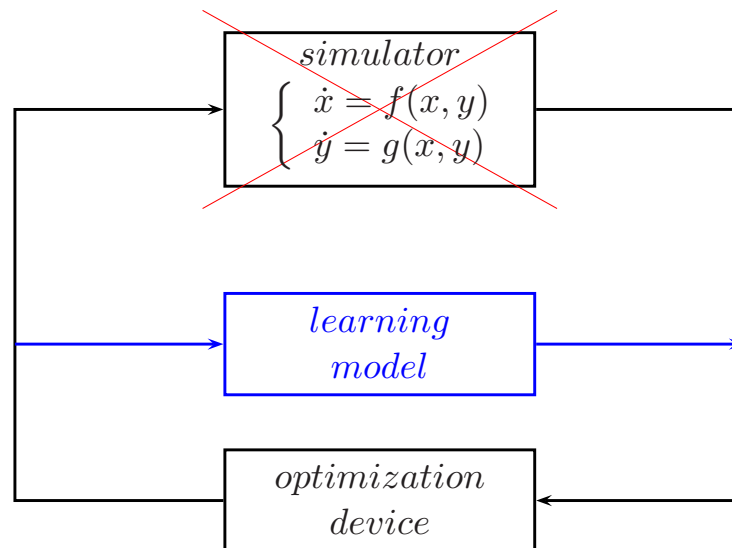 simulator
{ ẋ = f(x, y)
ẏ = g(x, y)
learning
model
optimization
device